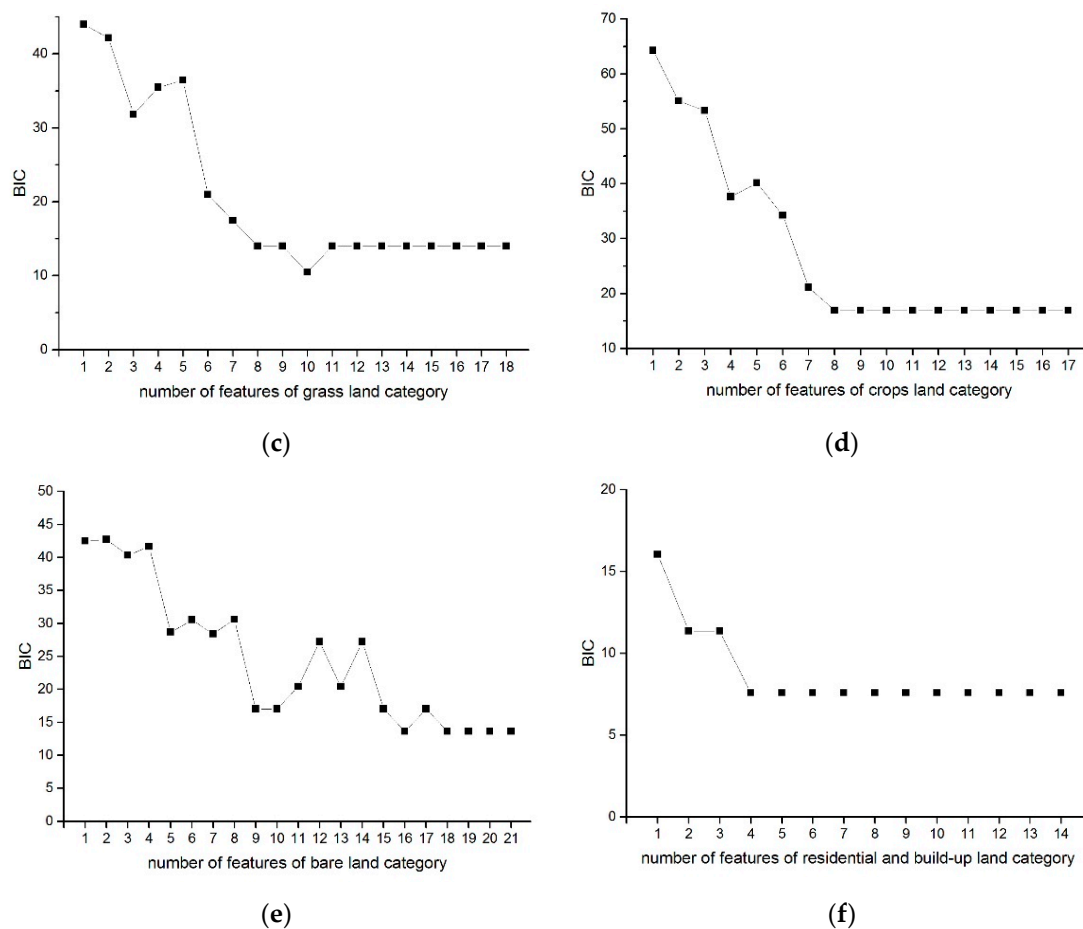 40
30
20
10
0
BIC
1 2 3 4 5 6 7 8 9 10 11 12 13 14 15 16 17 18
number of features of grass land category
(c)
70
60
50
40
30
20
10
BIC
1 2 3 4 5 6 7 8 9 10 11 12 13 14 15 16 17
number of features of crops land category
(d)
50
45
40
35
30
25
20
15
10
5
0
BIC
1 2 3 4 5 6 7 8 9 10 11 12 13 14 15 16 17 18 19 20 21
number of features of bare land category
(e)
20
15
10
5
0
BIC
1 2 3 4 5 6 7 8 9 10 11 12 13 14
number of features of residential and build-up land category
(f)